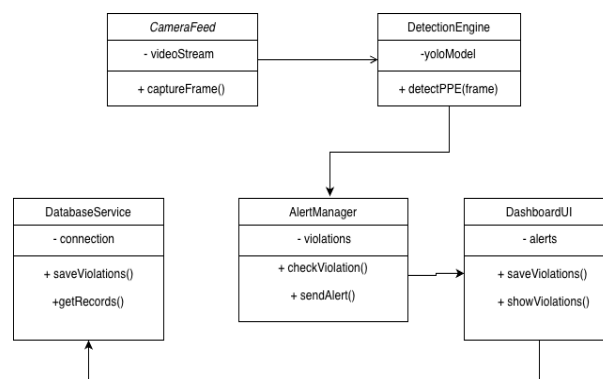 CameraFeed
- videoStream
+ captureFrame()
DetectionEngine
-yoloModel
+ detectPPE(frame)
DatabaseService
- connection
+ saveViolations()
+getRecords()
AlertManager
- violations
+ checkViolation()
+ sendAlert()
DashboardUI
- alerts
+ saveViolations()
+ showViolations()